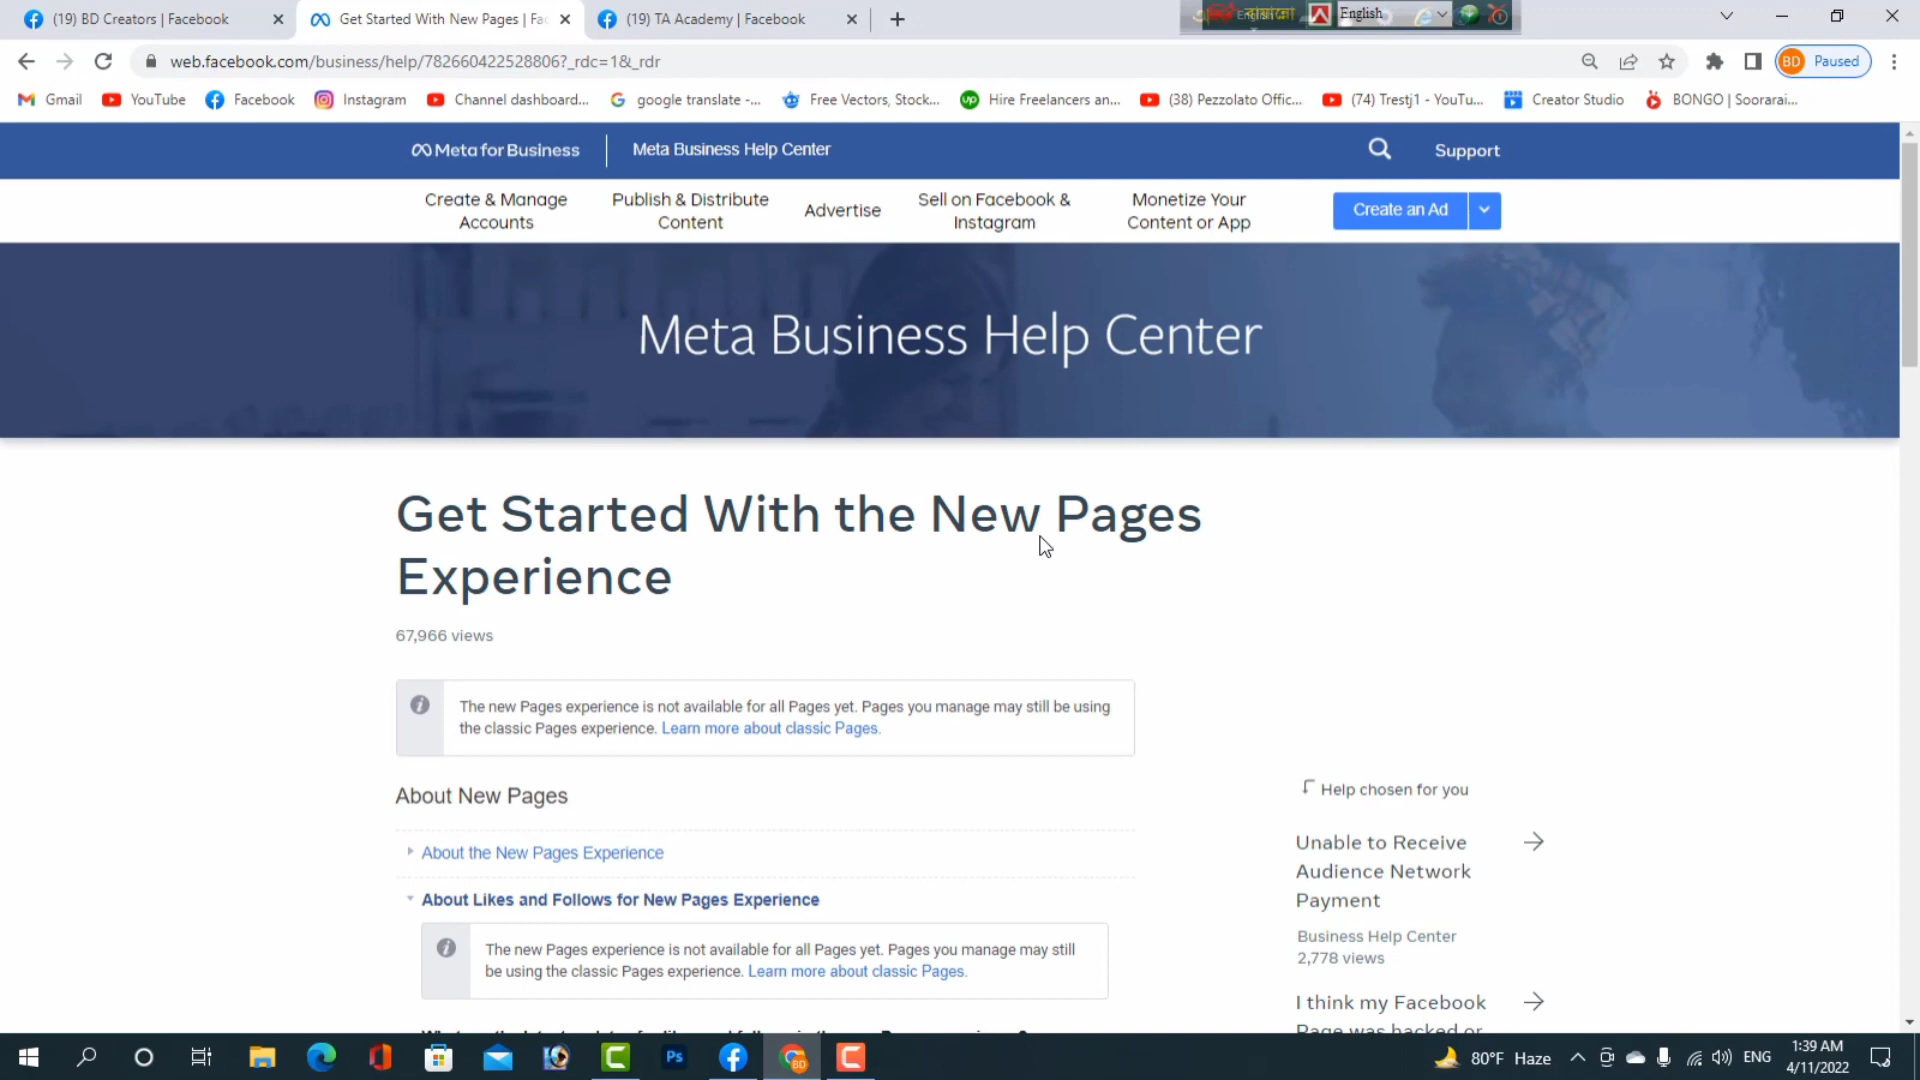 (19) BD Creators | Facebook
Get Started With New Pages | Fac
(19) TA Academy | Facebook
English
web.facebook.com/business/help/782660422528806?_rdc=1&_rdr
BD
Paused
Gmail
YouTube
Facebook
Instagram
Channel dashboard...
google translate -...
Free Vectors, Stock...
Hire Freelancers an...
(38) Pezzolato Offic...
(74) Trestj1 - YouTu...
Creator Studio
BONGO | Soorarai...
Meta for Business
Meta Business Help Center
Support
Create & Manage
Accounts
Publish & Distribute
Content
Advertise
Sell on Facebook &
Instagram
Monetize Your
Content or App
Create an Ad
Meta Business Help Center
Get Started With the New Pages
Experience
67,966 views
The new Pages experience is not available for all Pages yet. Pages you manage may still be using
the classic Pages experience. Learn more about classic Pages.
About New Pages
About the New Pages Experience
About Likes and Follows for New Pages Experience
The new Pages experience is not available for all Pages yet. Pages you manage may still
be using the classic Pages experience. Learn more about classic Pages.
Help chosen for you
Unable to Receive
Audience Network
Payment
Business Help Center
2,778 views
I think my Facebook
Page was hacked or
80°F Haze
ENG
1:39 AM
4/11/2022